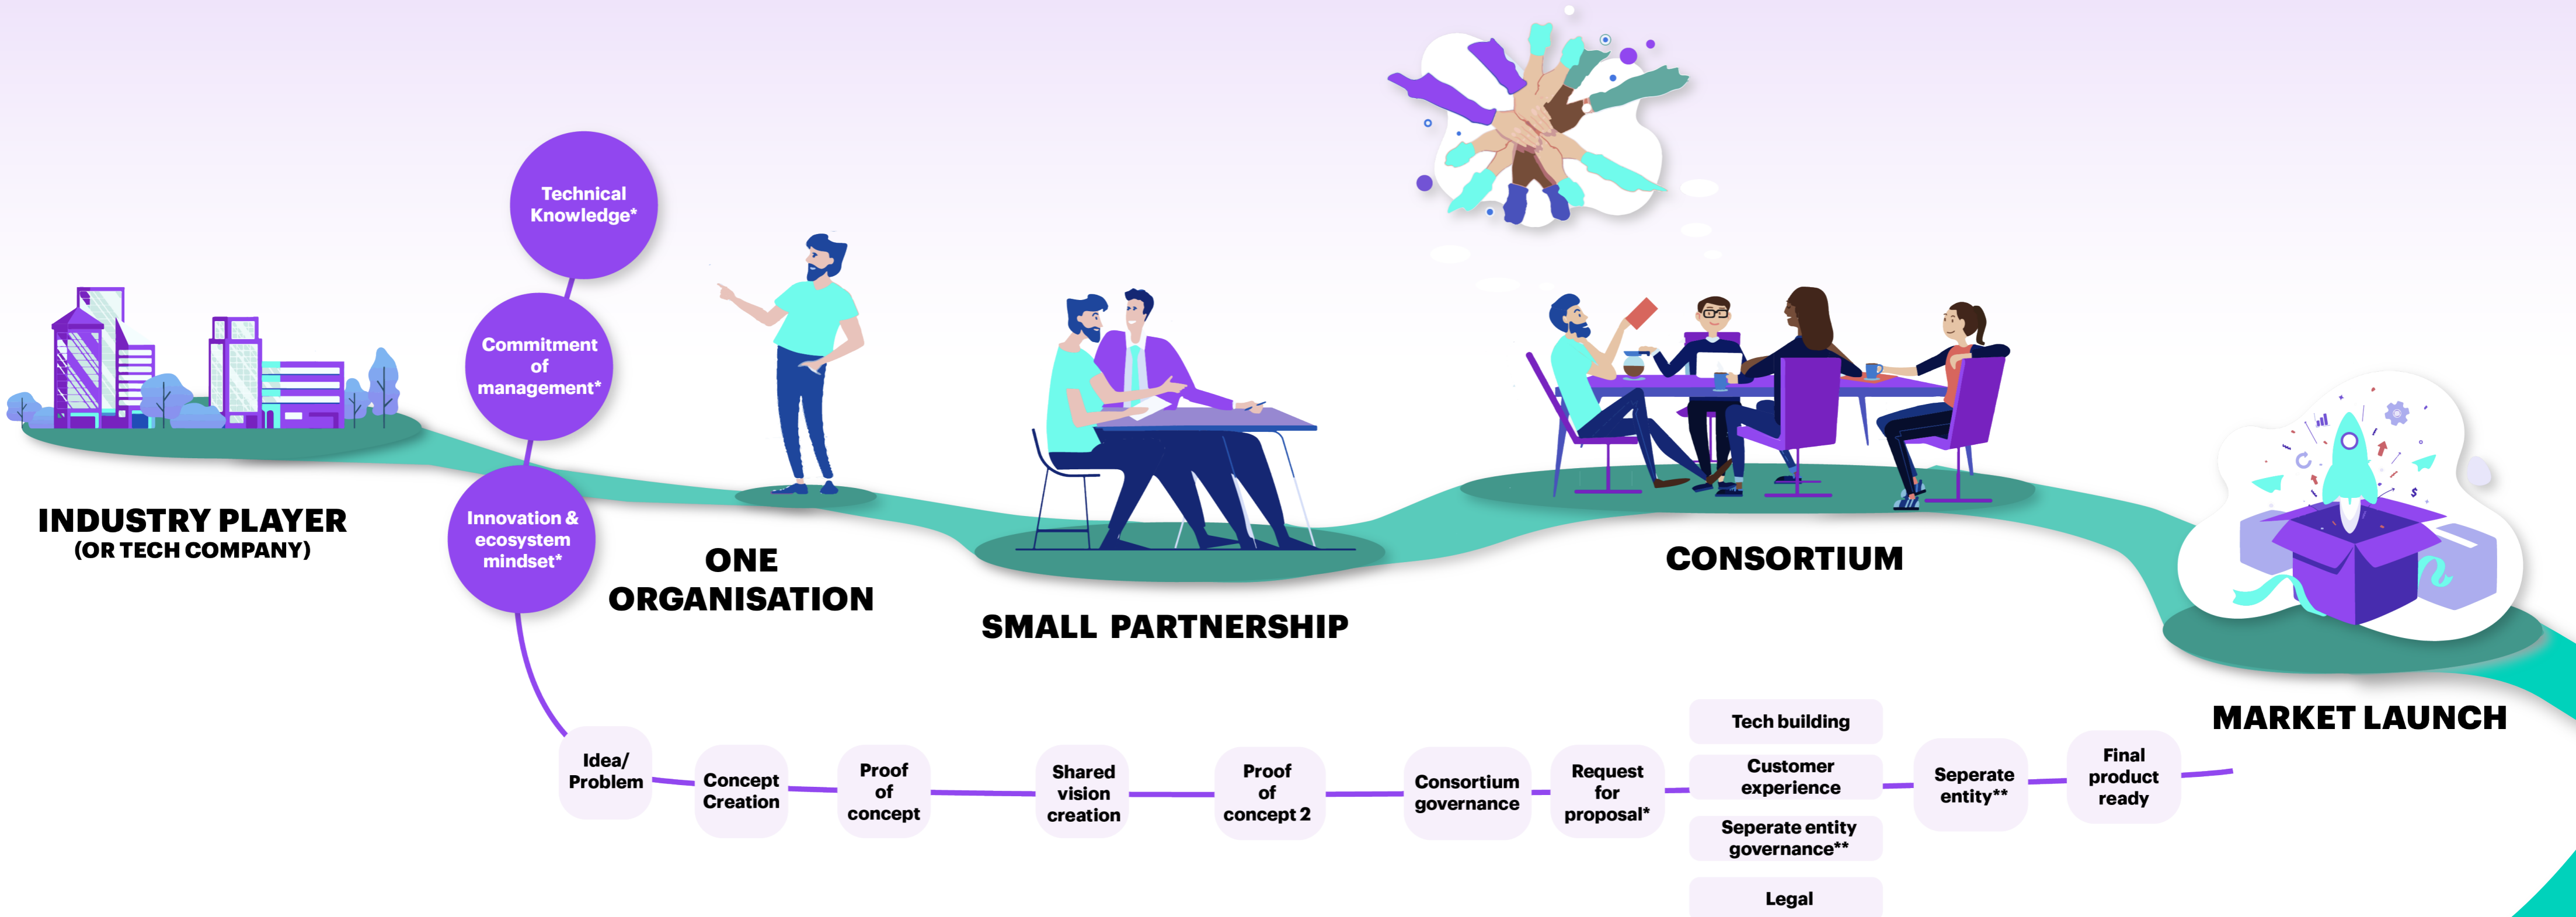 Technical
Knowledge*
Commitment
of
management*
Innovation &
ecosystem
mindset*
INDUSTRY PLAYER
(OR TECH COMPANY)
ONE
ORGANISATION
SMALL PARTNERSHIP
CONSORTIUM
$
MARKET LAUNCH
Idea/
Problem
Concept
Creation
Proof
of
concept
Shared
vision
creation
Proof
of
concept 2
Consortium
governance
Request
for
proposal*
Tech building
Customer
experience
Seperate entity
governance**
Legal
Seperate
entity**
Final
product
ready